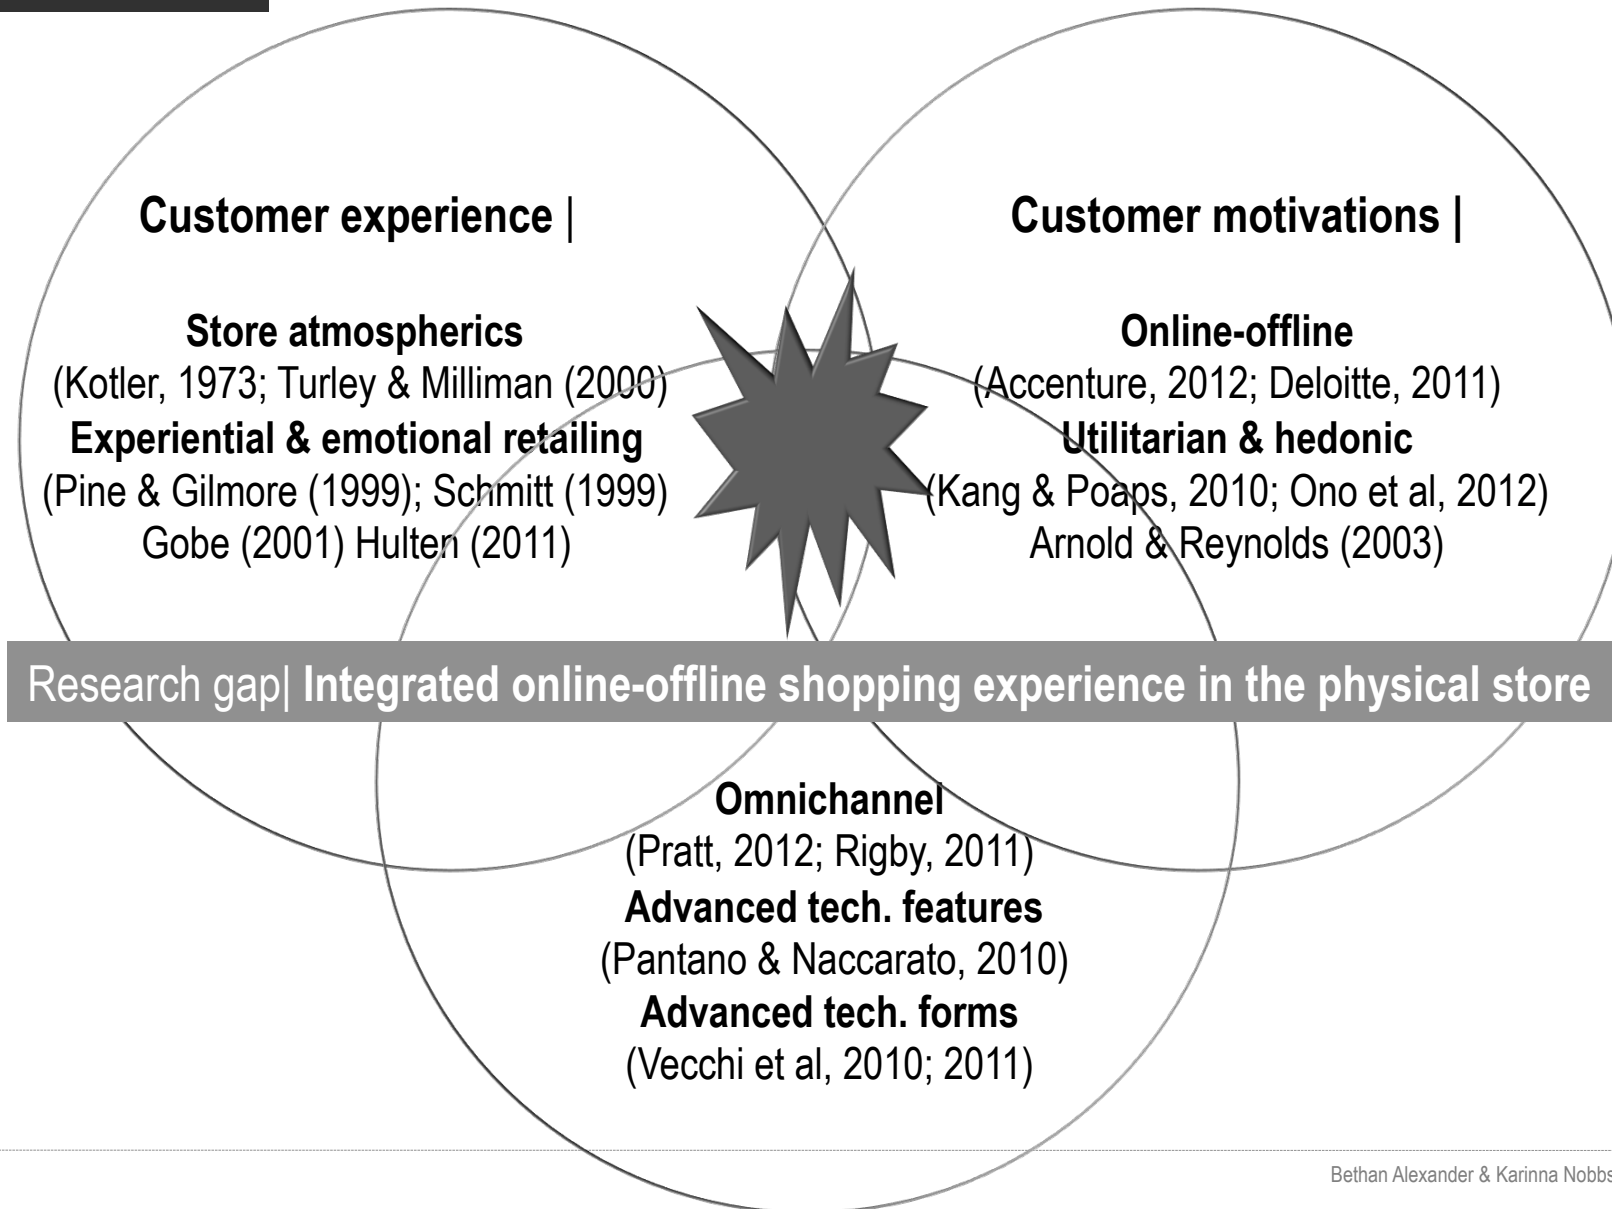 Customer experience |
Store atmospherics
(Kotler, 1973; Turley & Milliman (2000)
Experiential & emotional retailing
(Pine & Gilmore (1999); Schmitt (1999)
Gobe (2001) Hulten (2011)
Customer motivations |
Online-offline
(Accenture, 2012; Deloitte, 2011)
Utilitarian & hedonic
(Kang & Poaps, 2010; Ono et al, 2012)
Arnold & Reynolds (2003)
Research gap| Integrated online-offline shopping experience in the physical store
Omnichannel
(Pratt, 2012; Rigby, 2011)
Advanced tech. features
(Pantano & Naccarato, 2010)
Advanced tech. forms
(Vecchi et al, 2010; 2011)
Bethan Alexander & Karinna Nobbs